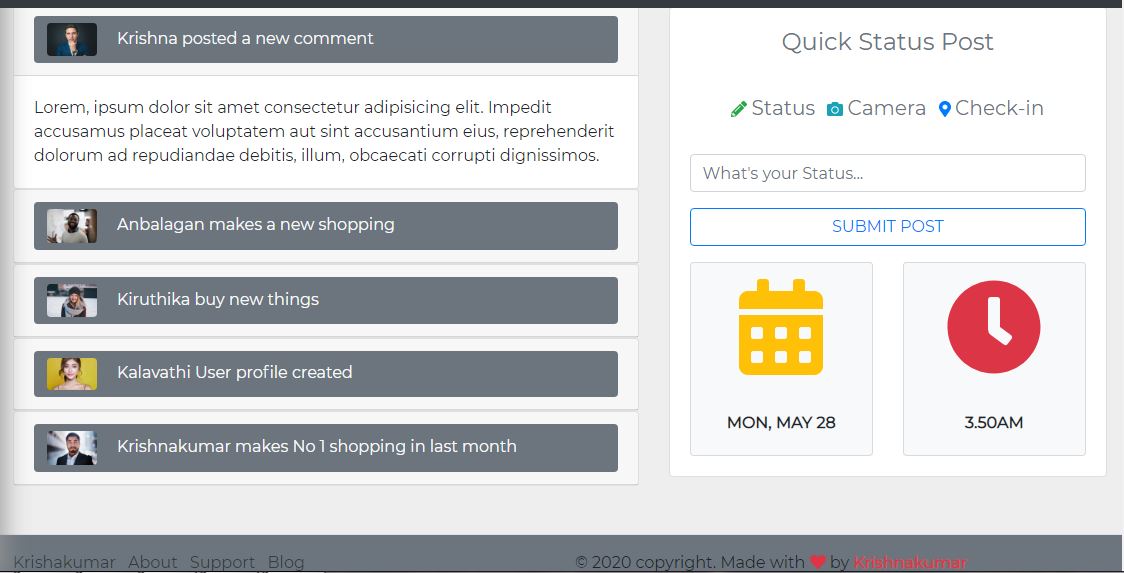 Krishna posted a new comment
Lorem, ipsum dolor sit amet consectetur adipisicing elit. Impedit
accusamus placeat voluptatem aut sint accusantium eius, reprehenderit
dolorum ad repudiandae debitis, illum, obcaecati corrupti dignissimos.
Anbalagan makes a new shopping
Kiruthika buy new things
Kalavathi User profile created
Krishnakumar makes No 1 shopping in last month
Quick Status Post
Status Camera Check-in
What's your Status...
SUBMIT POST
MON, MAY 28
3.50AM
Krishakumar About Support Blog
© 2020 copyright. Made with ❤ by Krishnakumar